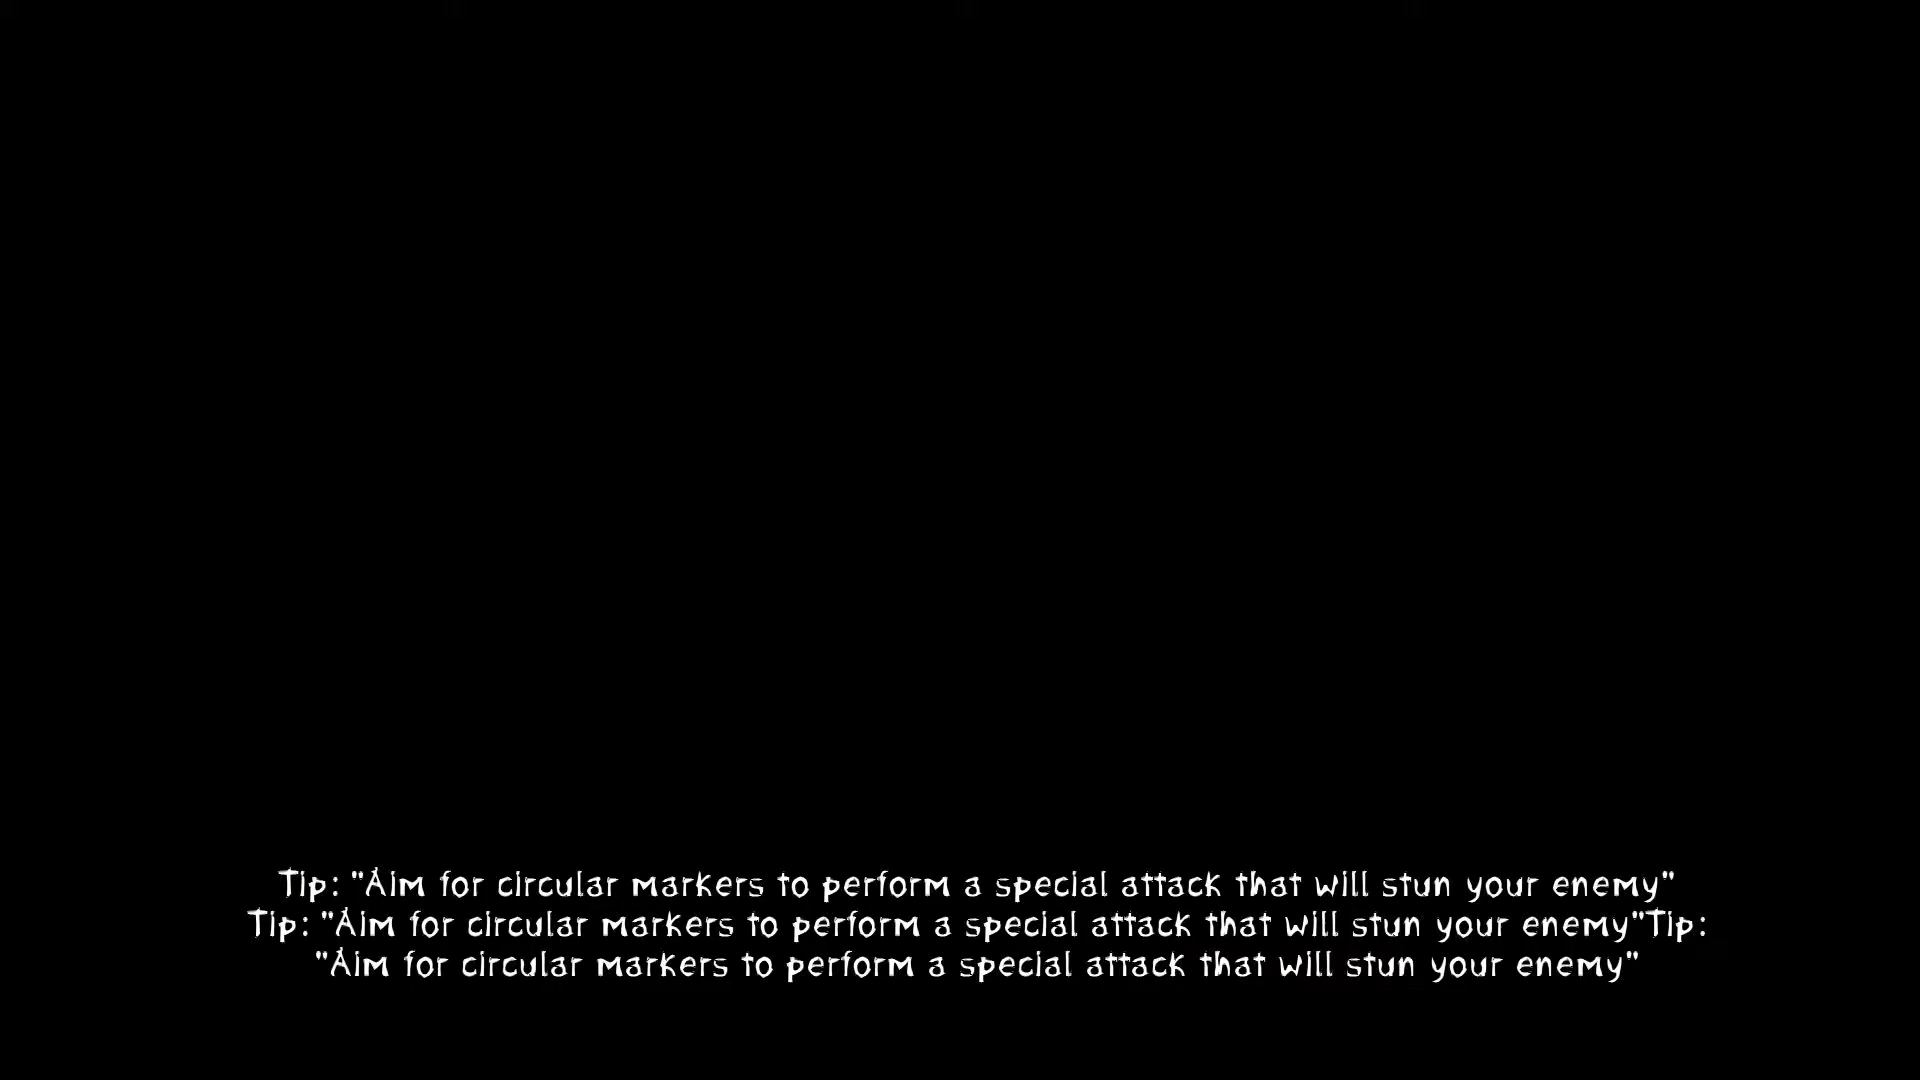 Tip: "Aim for circular markers to perform a special attack that will stun your enemy"
Tip: "Aim for circular markers to perform a special attack that will stun your enemy"Tip:
"Aim for circular markers to perform a special attack that will stun your enemy"